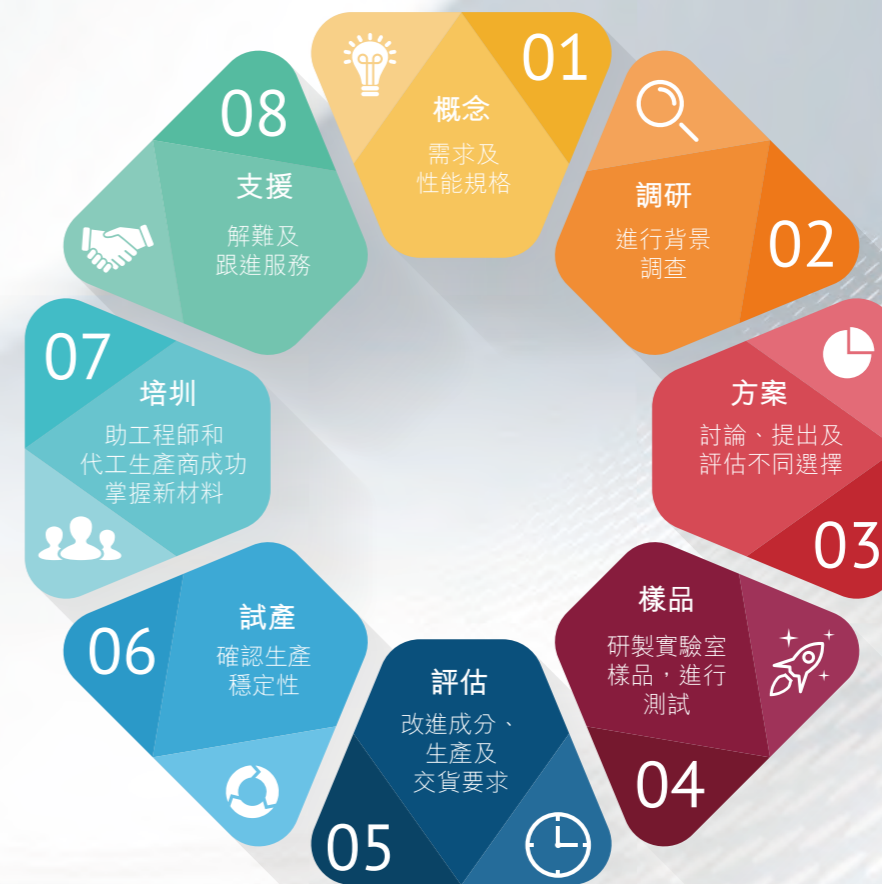 01
概念
需求及
性能規格
02
調研
進行背景
調查
03
方案
討論、提出及
評估不同選擇
04
樣品
研製實驗室
樣品，進行
測試
05
評估
改進成分、
生產及
交貨要求
06
試產
確認生產
穩定性
07
培圳
助工程師和
代工生產商成功
掌握新材料
08
支援
解難及
跟進服務